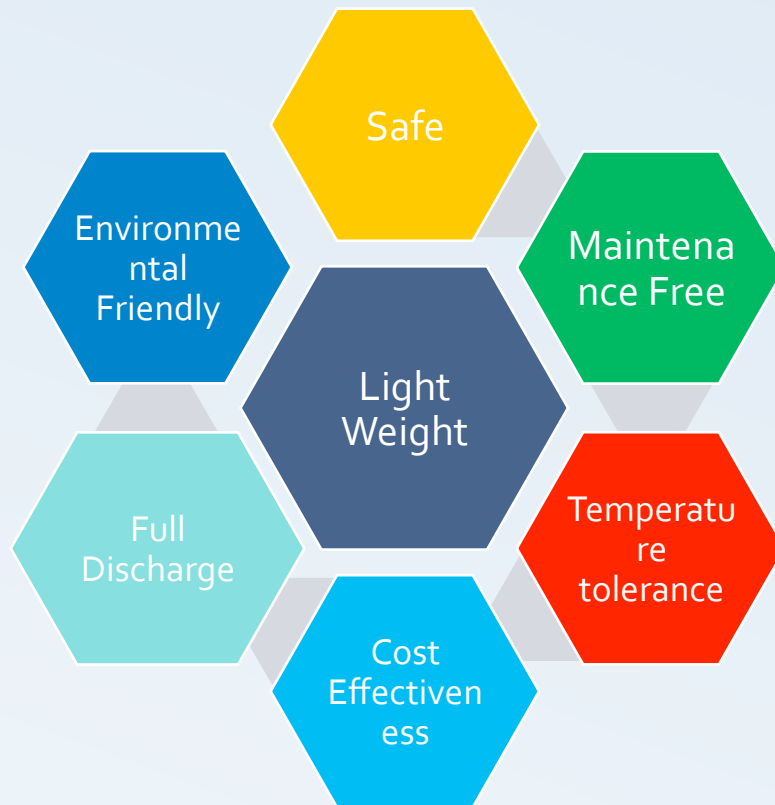 Safe
Environme
ntal
Friendly
Maintena
nce Free
Light
Weight
Full
Discharge
Temperatu
re
tolerance
Cost
Effectiven
ess